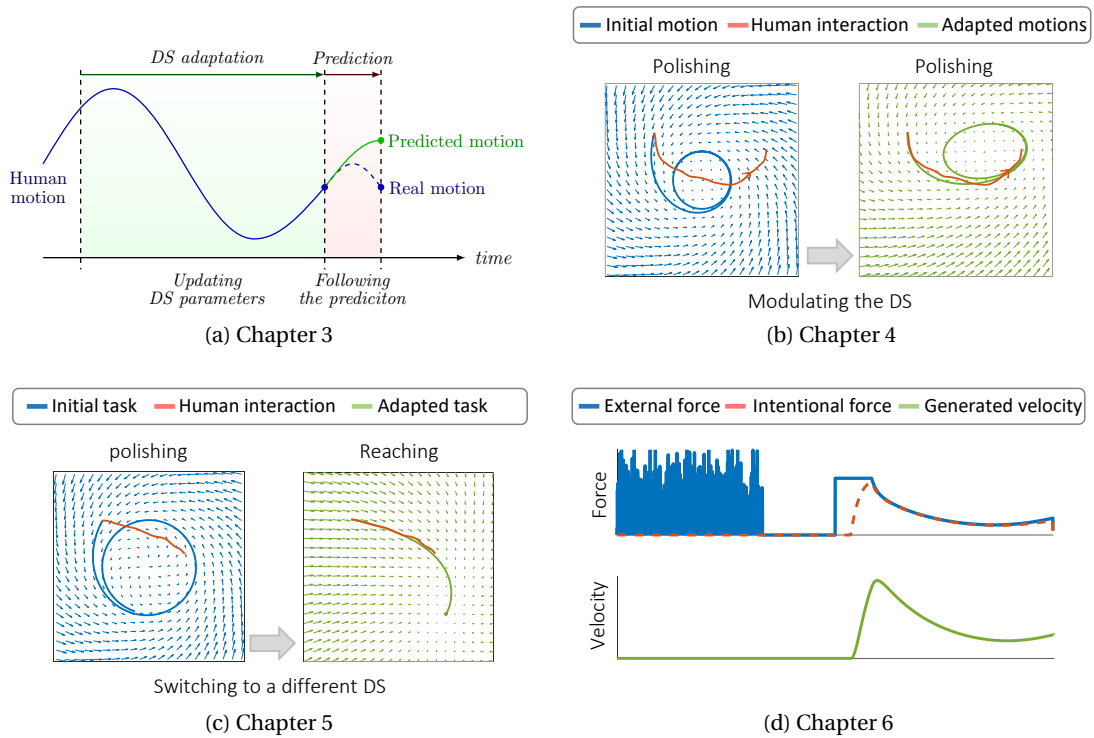 DS adaptation
Prediction
Predicted motion
Human
motion
Real motion
time
Updating
DS parameters
Following
the prediciton
(a) Chapter 3
Initial motion Human interaction Adapted motions
Polishing Polishing
Modulating the DS
(b) Chapter 4
Initial task Human interaction Adapted task
polishing Reaching
Switching to a different DS
(c) Chapter 5
External force Intentional force Generated velocity
Force
Velocity
(d) Chapter 6